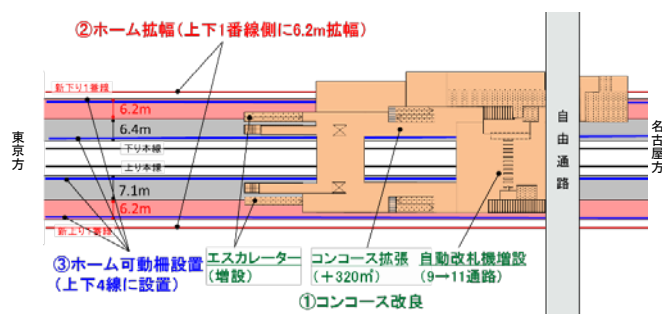 ②ホーム拡幅(上下1番線側に6.2m拡幅)
新下り1番線
6.2m
6.4m
下り本線
上り本線
7.1m
6.2m
新上り1番線
東京方
名古屋方
自由通路
③ホーム可動柵設置
(上下4線に設置)
エスカレーター
(増設)
コンコース拡張
(+320㎡)
自動改札機増設
(9→11通路)
①コンコース改良